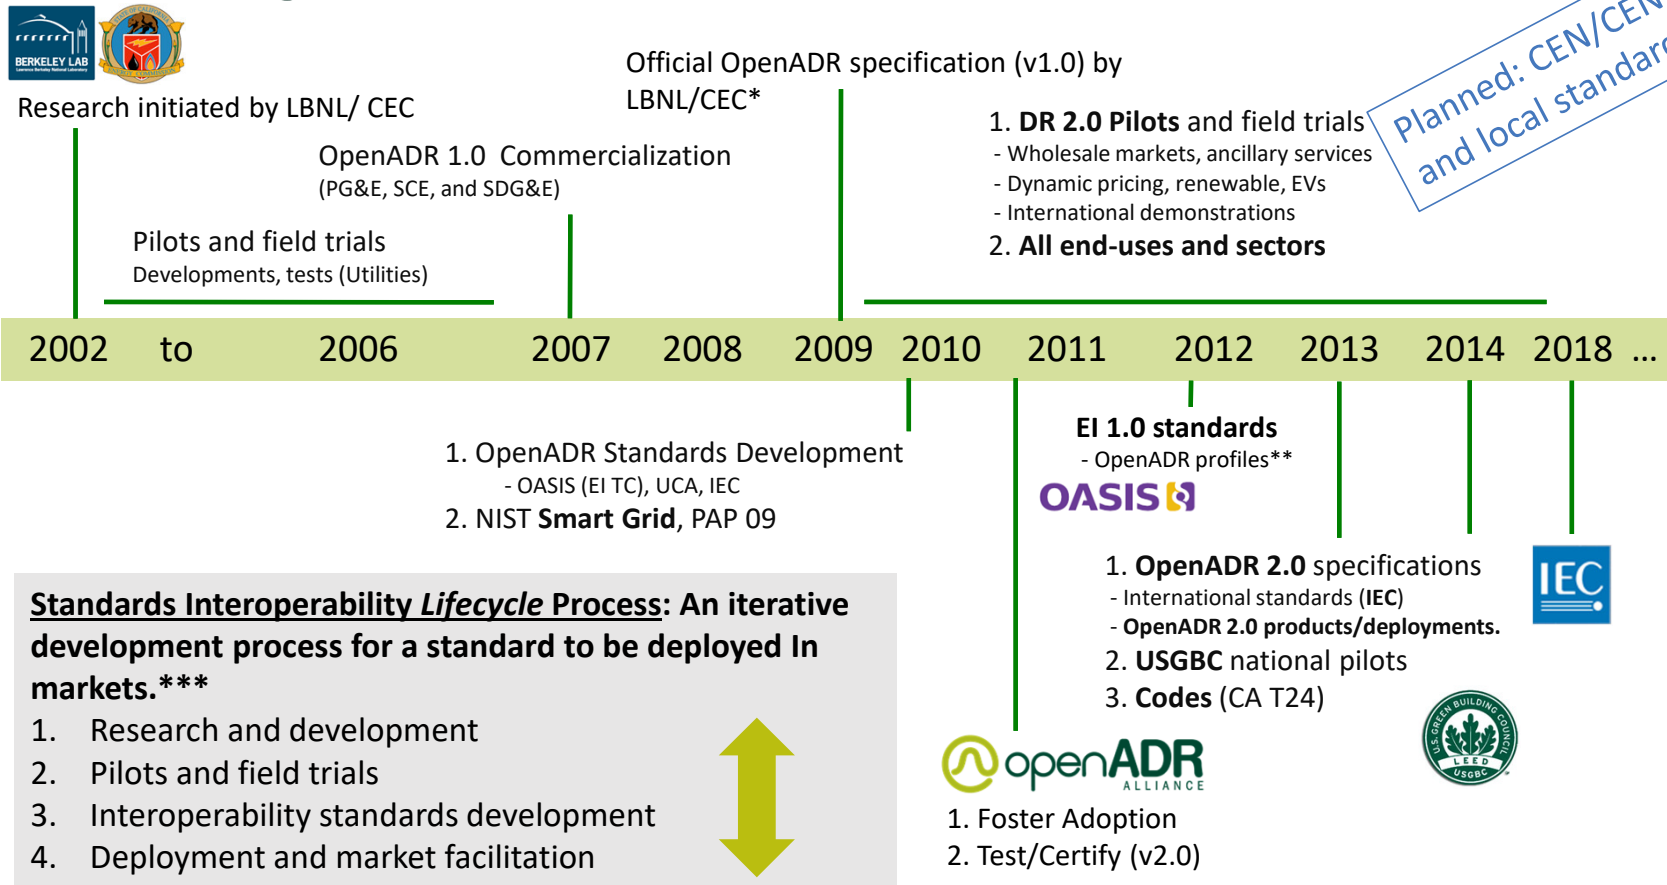 BERKELEY LAB
Research initiated by LBNL/ CEC
Official OpenADR specification (v1.0) by
LBNL/CEC*
OpenADR 1.0 Commercialization
(PG&E, SCE, and SDG&E)
Pilots and field trials
Developments, tests (Utilities)
1. DR 2.0 Pilots and field trials
- Wholesale markets, ancillary services
- Dynamic pricing, renewable, EVs
- International demonstrations
2. All end-uses and sectors
Planned: CEN/CEN
and local standard
2002 to 2006 2007 2008 2009 2010 2011 2012 2013 2014 2018 ...
1. OpenADR Standards Development
- OASIS (EI TC), UCA, IEC
2. NIST Smart Grid, PAP 09
EI 1.0 standards
- OpenADR profiles**
OASIS
1. OpenADR 2.0 specifications
- International standards (IEC)
- OpenADR 2.0 products/deployments.
2. USGBC national pilots
3. Codes (CA T24)
IEC
U.S. GREEN BUILDING COUNCIL
LEED
USGBC
openADR
ALLIANCE
1. Foster Adoption
2. Test/Certify (v2.0)
Standards Interoperability Lifecycle Process: An iterative
development process for a standard to be deployed In
markets.***
1. Research and development
2. Pilots and field trials
3. Interoperability standards development
4. Deployment and market facilitation